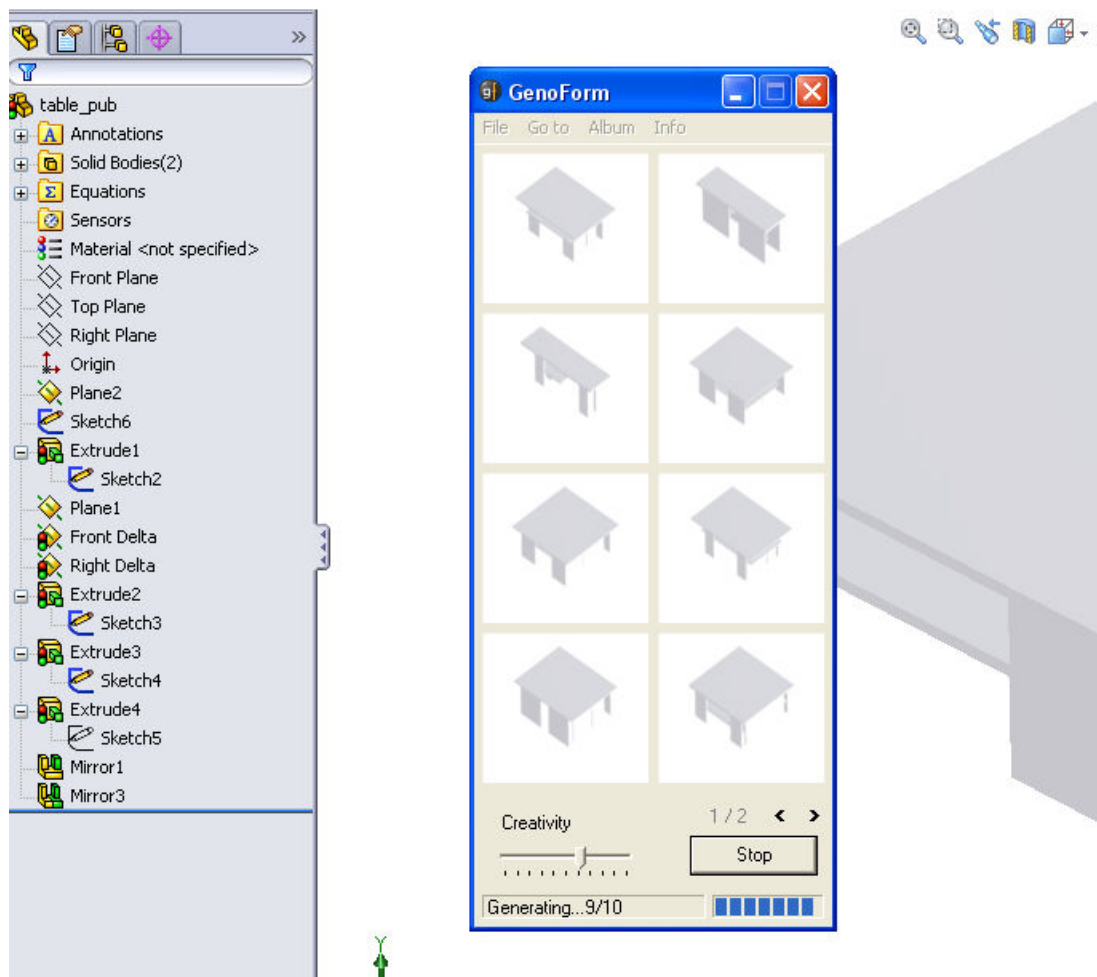 table_pub
A Annotations
Solid Bodies(2)
Σ Equations
Sensors
Material <not specified>
Front Plane
Top Plane
Right Plane
Origin
Plane2
Sketch6
Extrude1
Sketch2
Plane1
Front Delta
Right Delta
Extrude2
Sketch3
Extrude3
Sketch4
Extrude4
Sketch5
Mirror1
Mirror3
gf GenoForm
File Go to Album Info
Creativity
1 / 2
Stop
Generating...9/10
Y